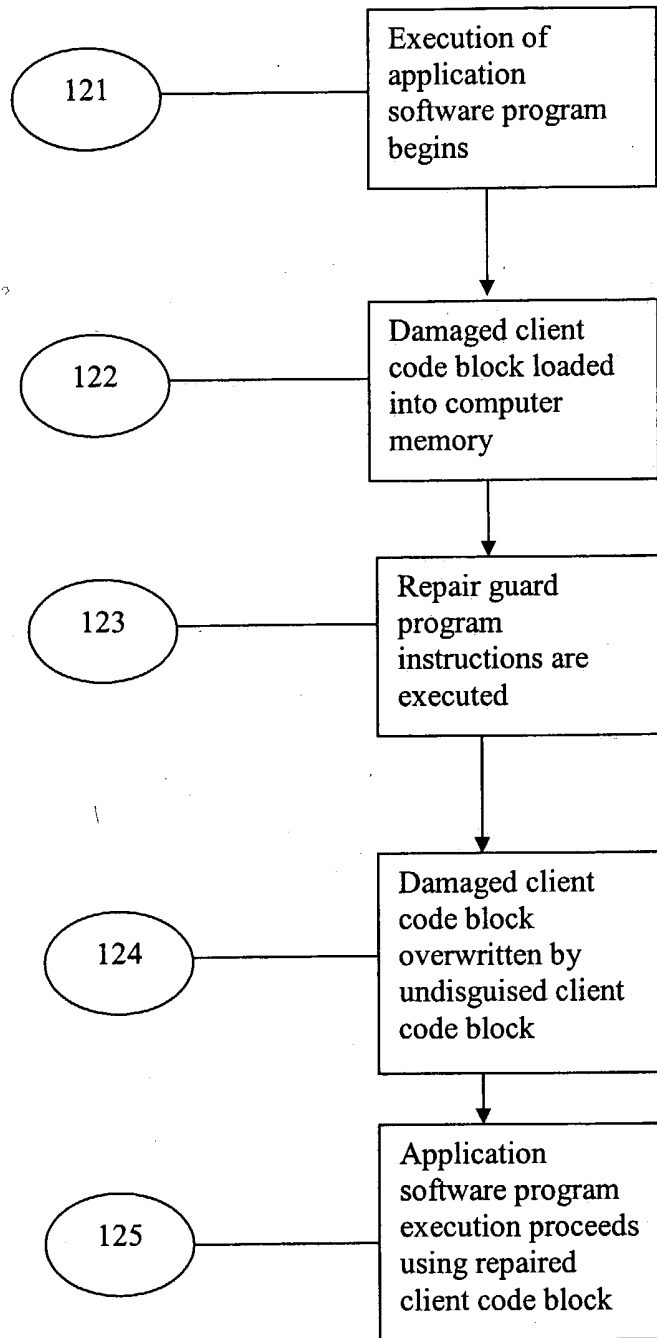 121
Execution of
application
software program
begins
122
Damaged client
code block loaded
into computer
memory
123
Repair guard
program
instructions are
executed
124
Damaged client
code block
overwritten by
undisguised client
code block
125
Application
software program
execution proceeds
using repaired
client code block